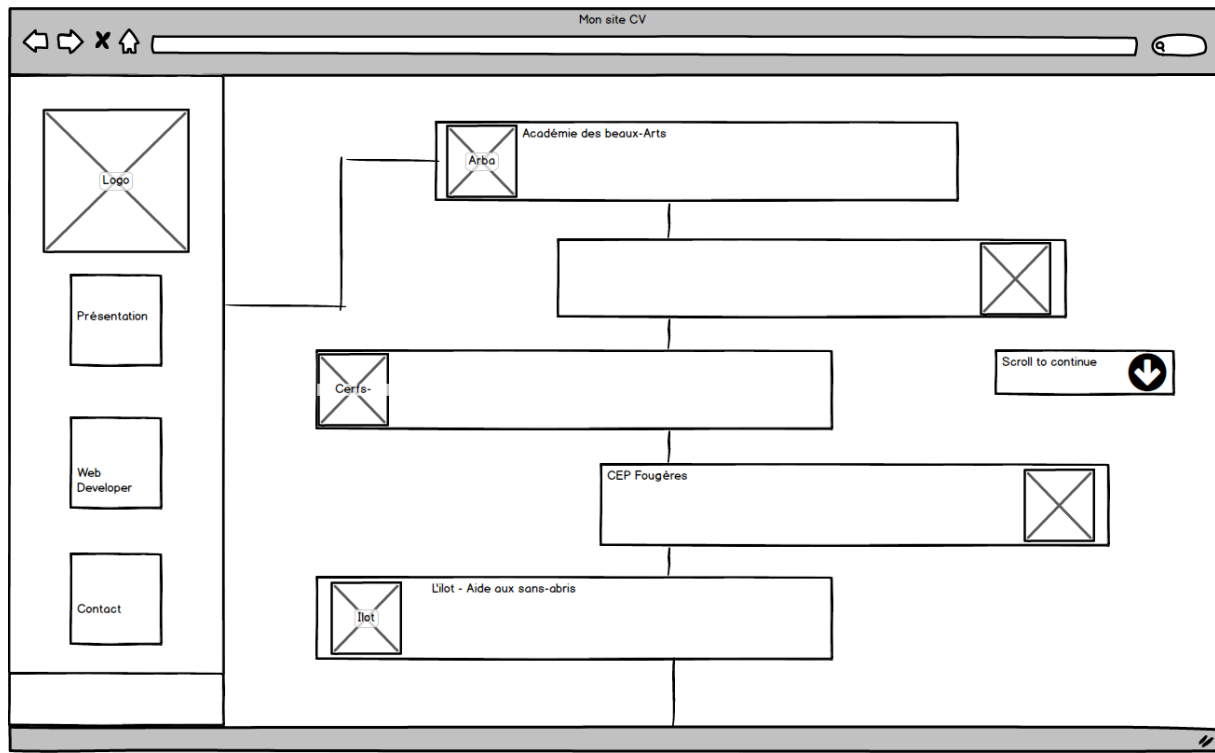 Mon site CV
Logo
Présentation
Web
Developer
Contact
Arba
Académie des beaux-Arts
Cerfs-
Scroll to continue
CEP Fougères
Ilot
L'ilot - Aide aux sans-abris